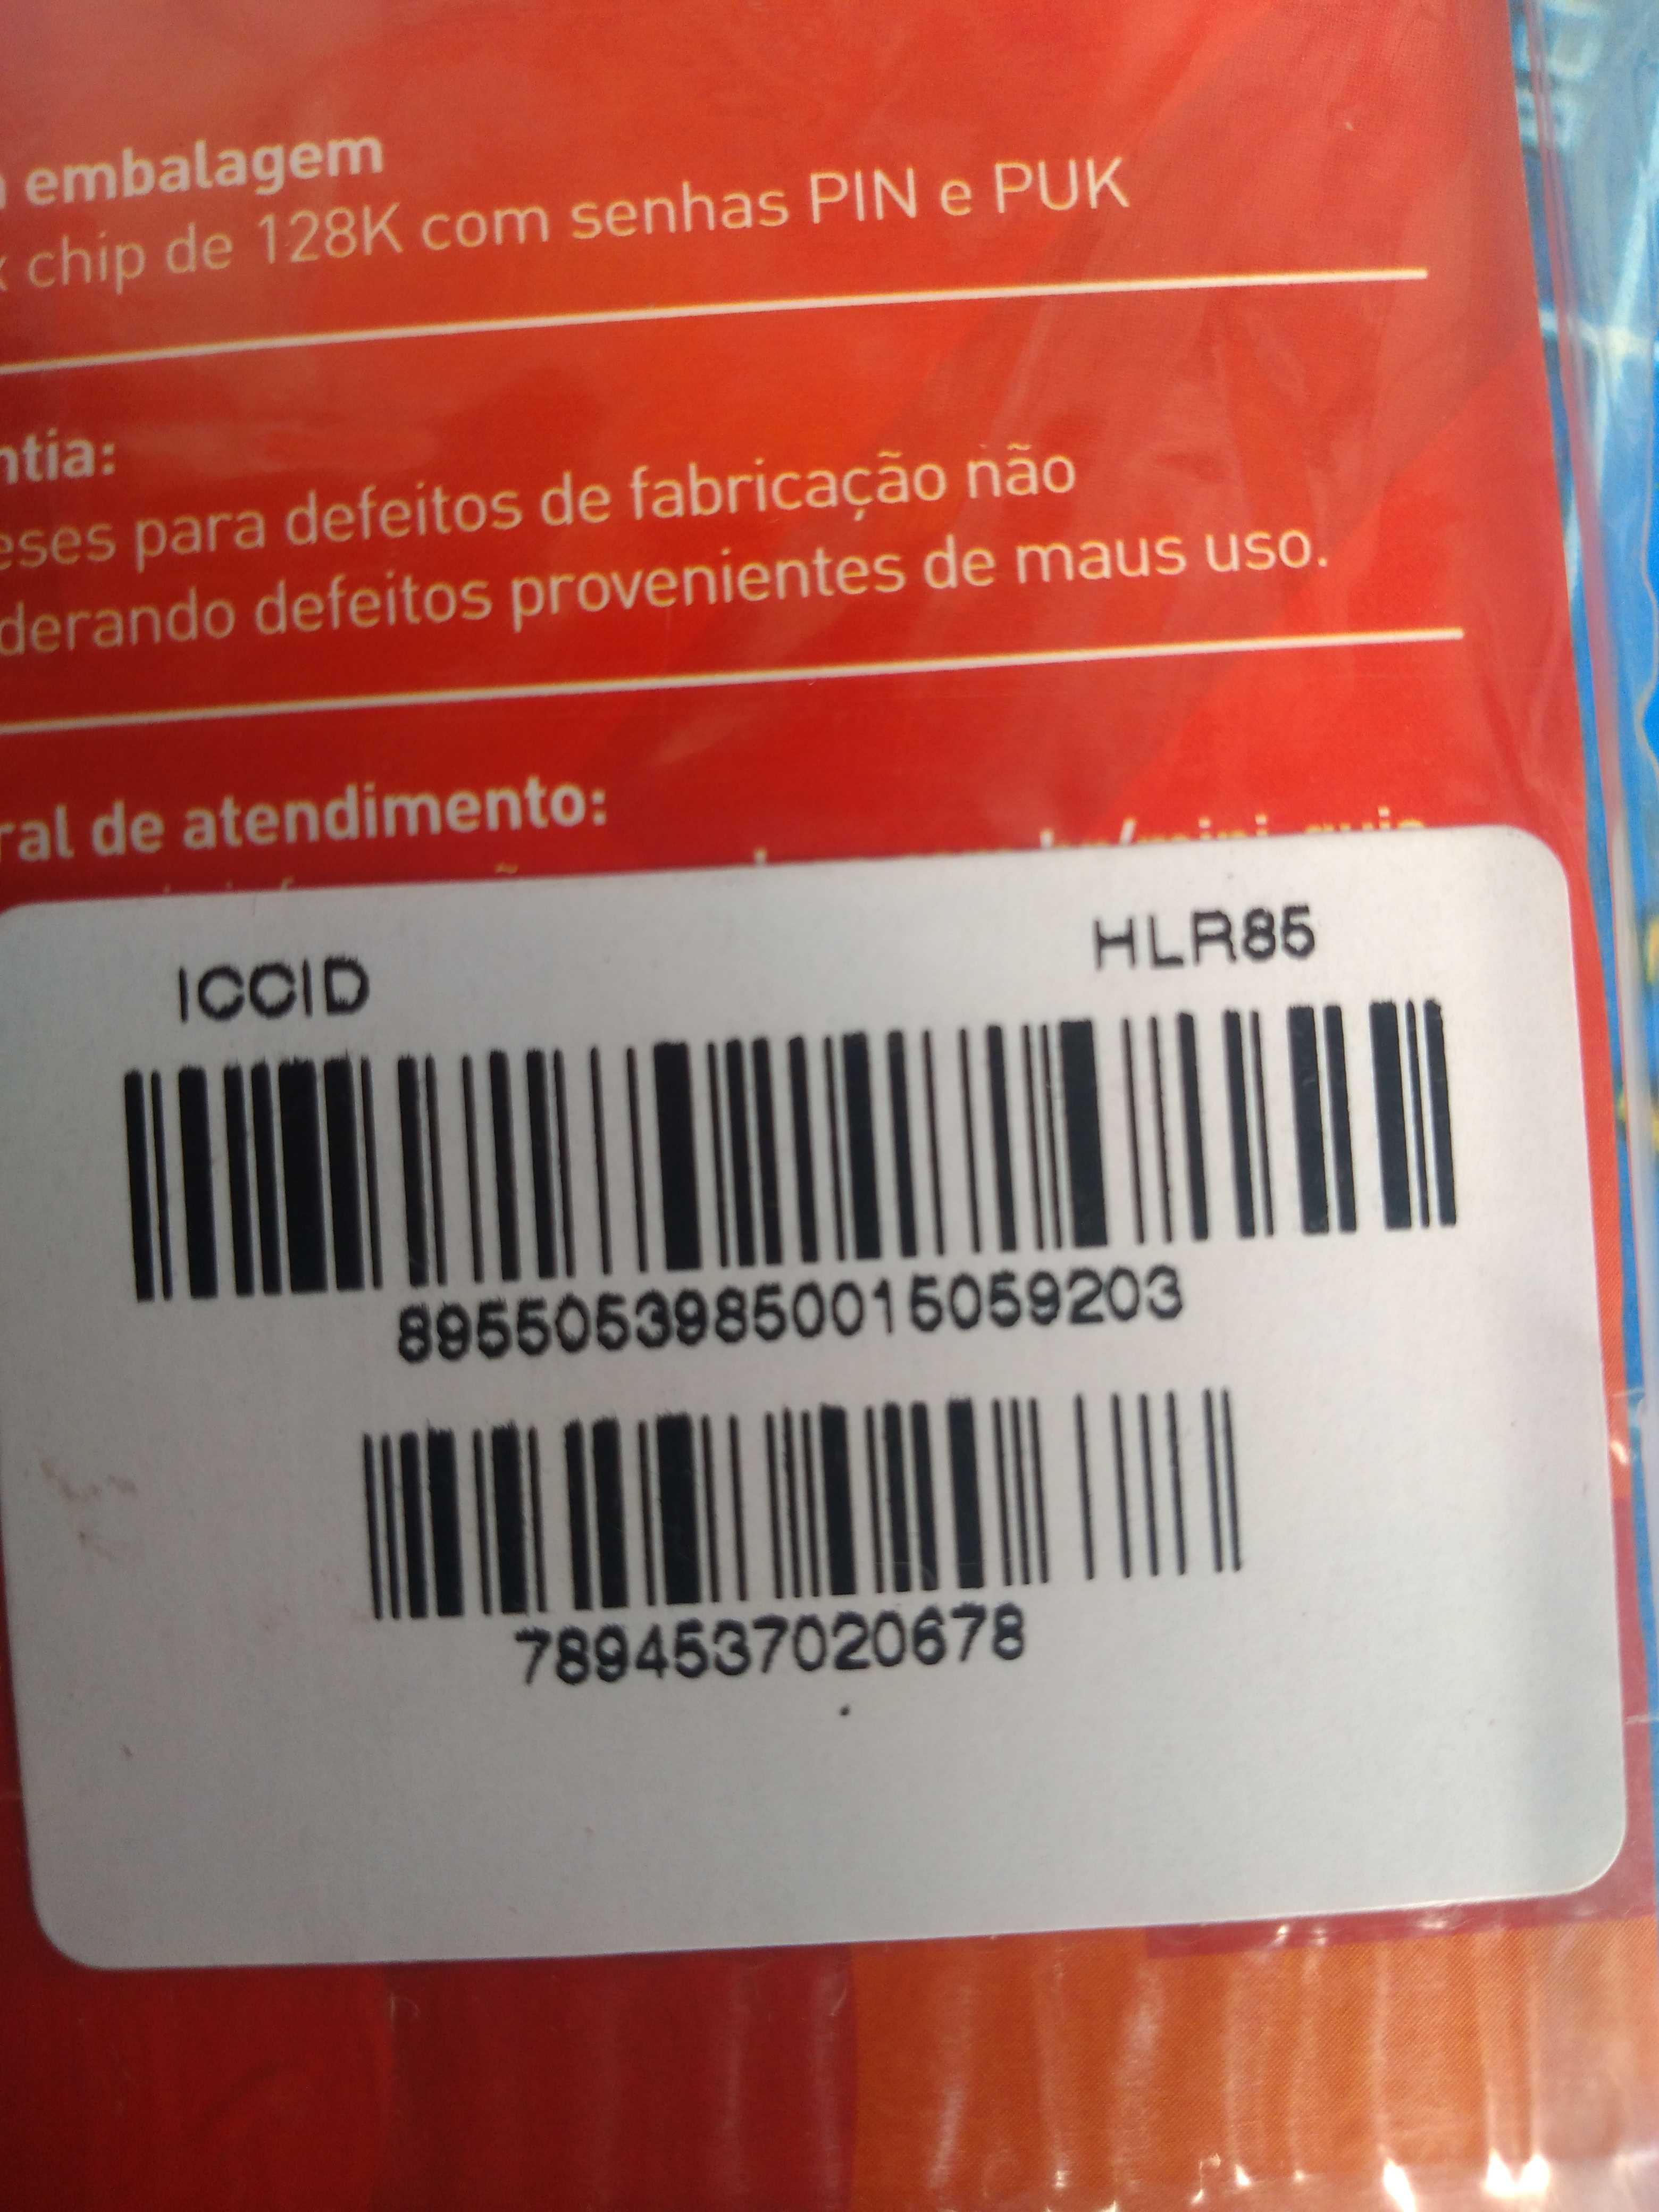 embalagem
chip de 128K com senhas PIN e PUK
ntia:
eses para defeitos de fabricação não
derando defeitos provenientes de maus uso.
ral de atendimento:
ICCID HLR85
89550539850015059203
7894537020678